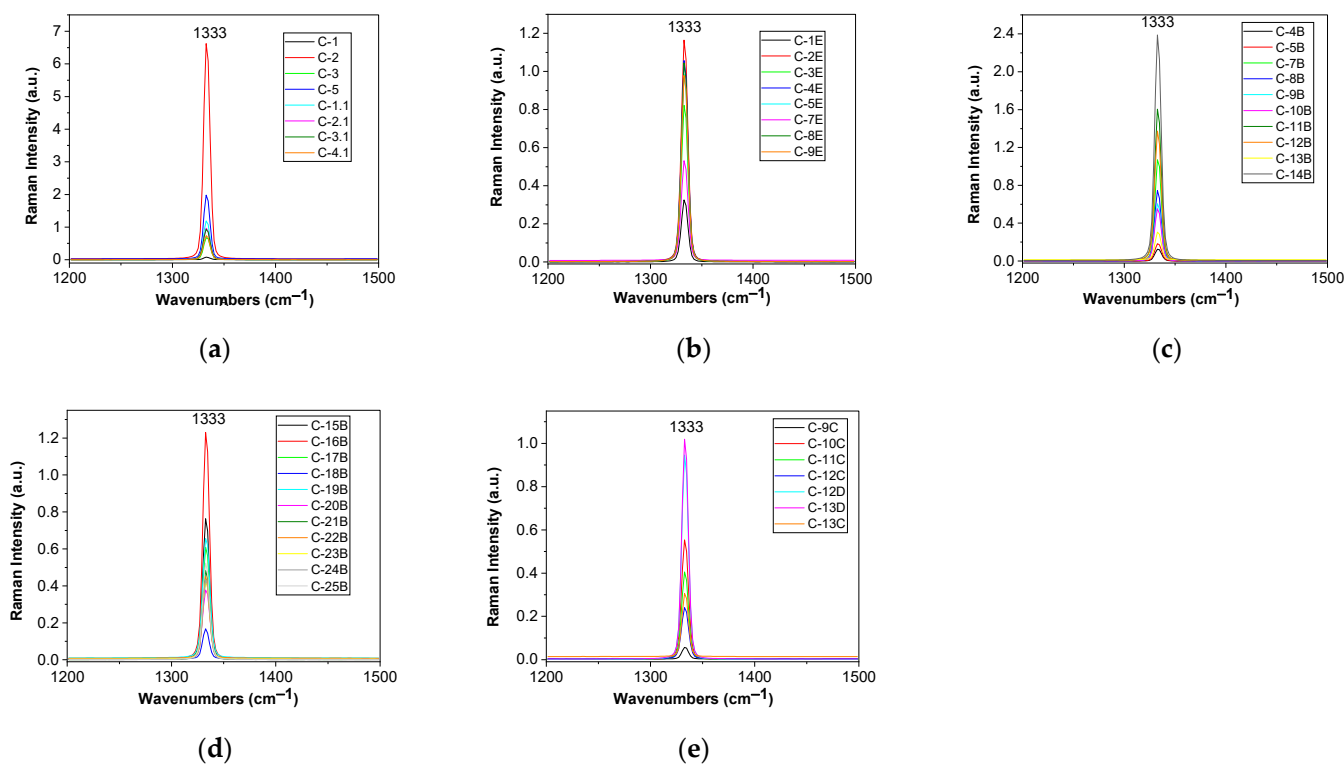 1333
C-1
C-2
C-3
C-5
C-1.1
C-2.1
C-3.1
C-4.1
Raman Intensity (a.u.)
7
6
5
4
3
2
1
0
1200 1300 1400 1500
Wavenumbers (cm⁻¹)
(a)
1333
C-1E
C-2E
C-3E
C-4E
C-5E
C-7E
C-8E
C-9E
Raman Intensity (a.u.)
1.2
1.0
0.8
0.6
0.4
0.2
0.0
1200 1300 1400 1500
Wavenumbers (cm⁻¹)
(b)
1333
C-4B
C-5B
C-7B
C-8B
C-9B
C-10B
C-11B
C-12B
C-13B
C-14B
Raman Intensity (a.u.)
2.4
2.0
1.6
1.2
0.8
0.4
0.0
1200 1300 1400 1500
Wavenumbers (cm⁻¹)
(c)
1333
C-15B
C-16B
C-17B
C-18B
C-19B
C-20B
C-21B
C-22B
C-23B
C-24B
C-25B
Raman Intensity (a.u.)
1.2
1.0
0.8
0.6
0.4
0.2
0.0
1200 1300 1400 1500
Wavenumbers (cm⁻¹)
(d)
1333
C-9C
C-10C
C-11C
C-12C
C-12D
C-13D
C-13C
Raman Intensity (a.u.)
1.0
0.8
0.6
0.4
0.2
0.0
1200 1300 1400 1500
Wavenumbers (cm⁻¹)
(e)